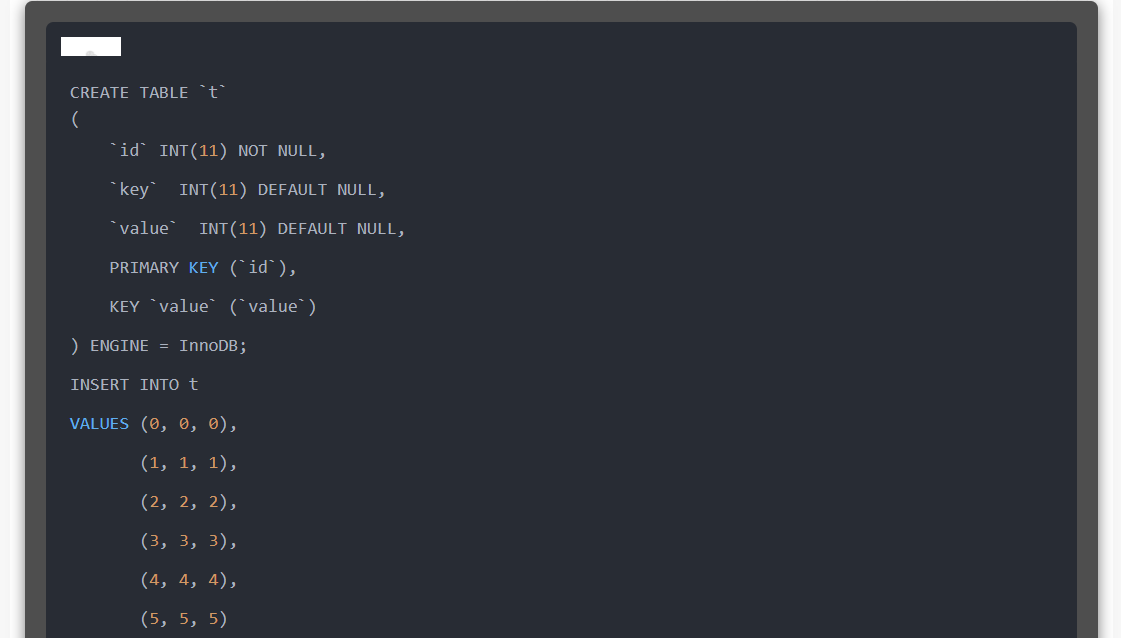 CREATE TABLE `t`
(
    `id` INT(11) NOT NULL,
    `key`  INT(11) DEFAULT NULL,
    `value`  INT(11) DEFAULT NULL,
    PRIMARY KEY (`id`),
    KEY `value` (`value`)
) ENGINE = InnoDB;
INSERT INTO t
VALUES (0, 0, 0),
       (1, 1, 1),
       (2, 2, 2),
       (3, 3, 3),
       (4, 4, 4),
       (5, 5, 5)